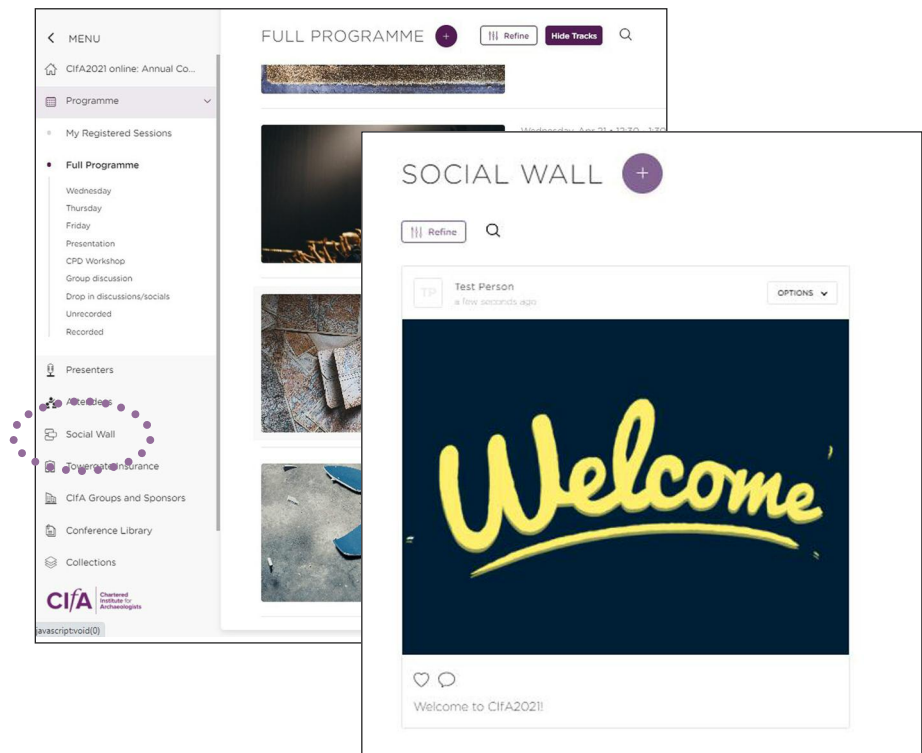 MENU
CIfA2021 online: Annual Co...
Programme
My Registered Sessions
Full Programme
Wednesday
Thursday
Friday
Presentation
CPD Workshop
Group discussion
Drop in discussions/socials
Unrecorded
Recorded
Presenters
Attendees
Social Wall
Towergate Insurance
CIfA Groups and Sponsors
Conference Library
Collections
CIfA Chartered
Institute for
Archaeologists
javascript:void(0)
FULL PROGRAMME +
Refine
Hide Tracks
Wednesday, Apr 21 • 12:30 - 1:30
SOCIAL WALL +
Refine
TP
Test Person
a few seconds ago
OPTIONS
Welcome
Welcome to CIfA2021!